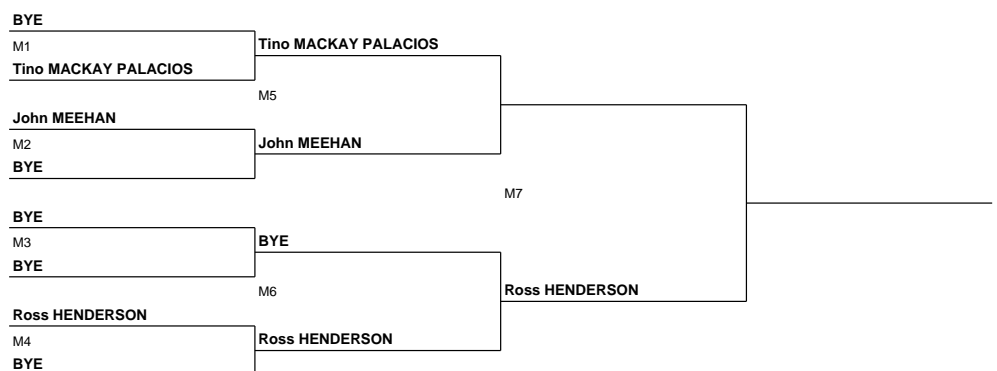 BYE
M1
Tino MACKAY PALACIOS
Tino MACKAY PALACIOS
M5
John MEEHAN
M2
BYE
John MEEHAN
M7
BYE
M3
BYE
BYE
M6
Ross HENDERSON
Ross HENDERSON
M4
BYE
Ross HENDERSON